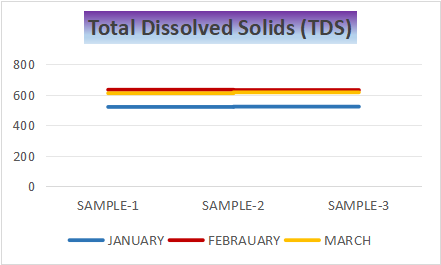 Total Dissolved Solids (TDS)
800
600
400
200
0
SAMPLE-1 SAMPLE-2 SAMPLE-3
JANUARY FEBRAUARY MARCH